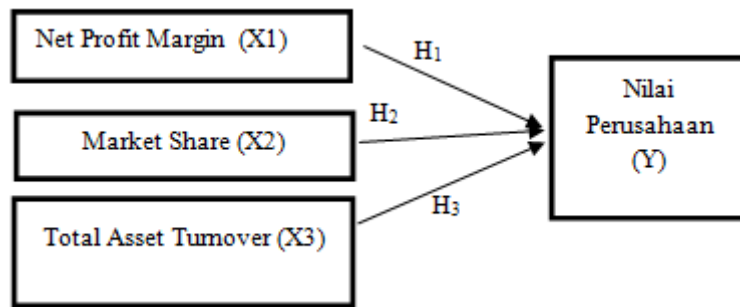 Net Profit Margin (X1)
H₁
Nilai
Perusahaan
(Y)
H₂
Market Share (X2)
H₃
Total Asset Turnover (X3)